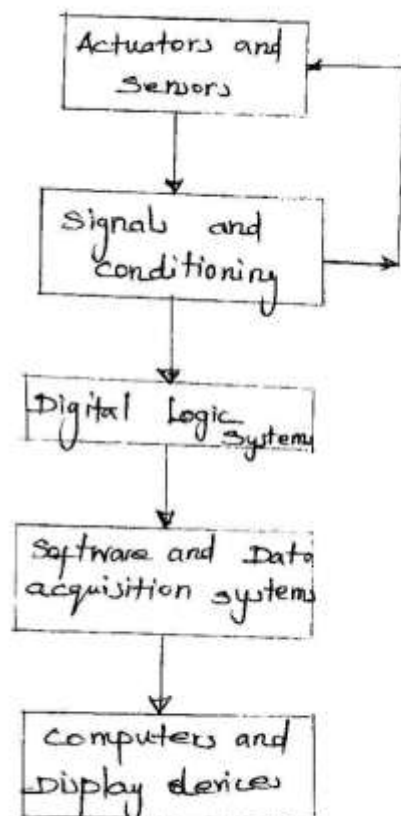 Actuators and
Sensors
Signals and
conditioning
Digital Logic
Systems
Software and Data
acquisition systems
Computers and
Display devices